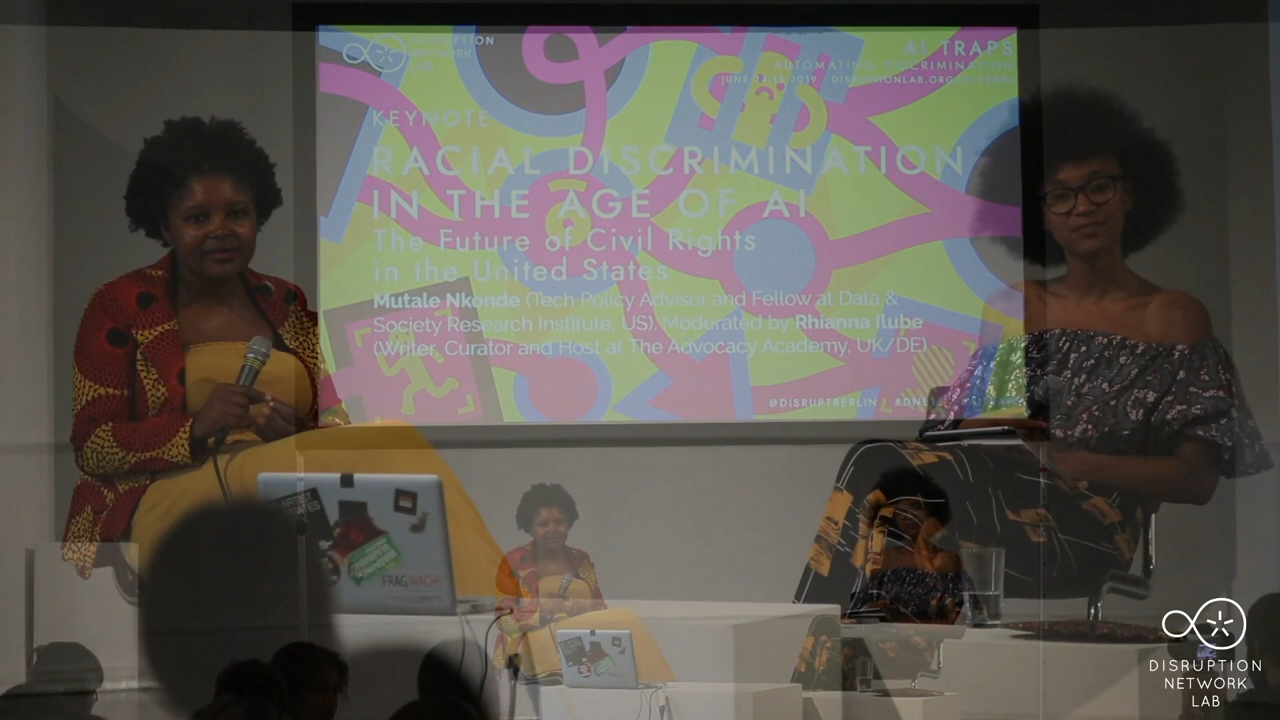 NETWORK
AI TRAPS
AUTOMATING DISCRIMINATION
KEYNOTE
RACIAL DISCRIMINATION
IN THE AGE OF AI
The Future of Civil Rights
in the United States
Mutale Nkonde (Tech Policy Advisor and Fellow at Data &
Society Research Institute, US). Moderated by Rhianna Ilube
(Writer, Curator and Host at The Advocacy Academy, UK/DE)
@DISRUPTBERLIN
FRAG NACH!
DISRUPTION
NETWORK
LAB